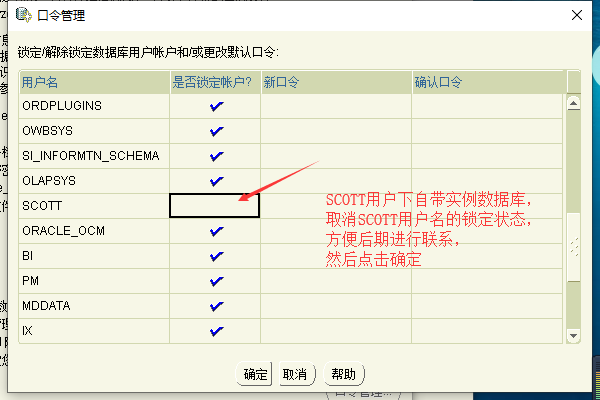 口令管理
锁定/解除锁定数据库用户帐户和/或更改默认口令:
用户名 是否锁定帐户? 新口令 确认口令
ORDPLUGINS
OWBSYS
SI_INFORMTN_SCHEMA
OLAPSYS
SCOTT
ORACLE_OCM
BI
PM
MDDATA
IX
SCOTT用户下自带实例数据库,
取消SCOTT用户名的锁定状态,
方便后期进行联系,
然后点击确定
确定 取消 帮助
口令管理...